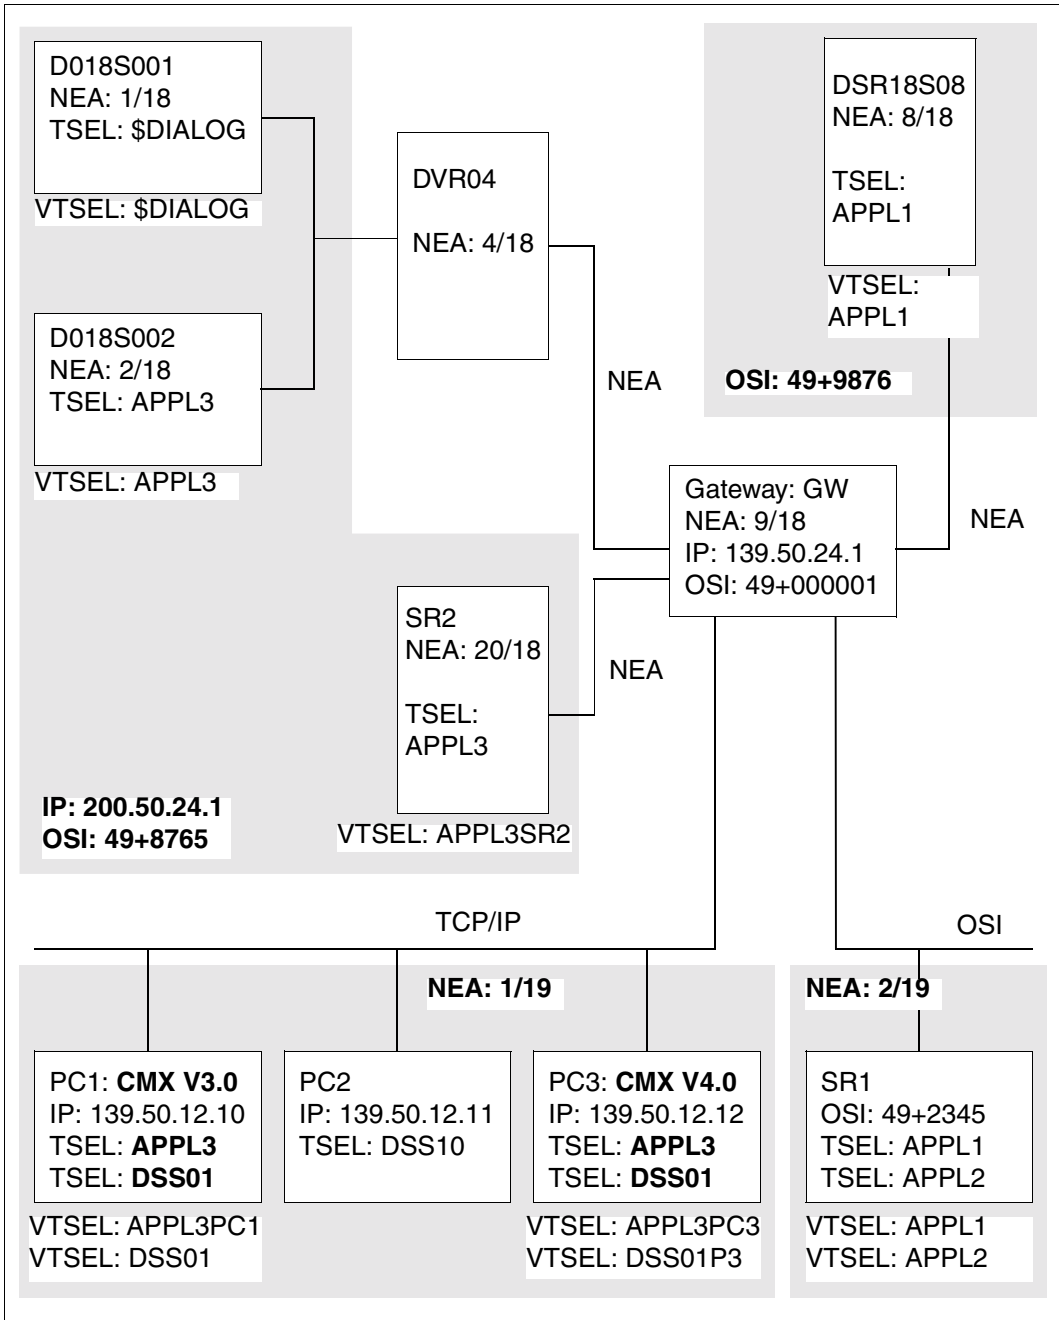 D018S001
NEA: 1/18
TSEL: $DIALOG
VTSEL: $DIALOG
D018S002
NEA: 2/18
TSEL: APPL3
VTSEL: APPL3
DVR04
NEA: 4/18
DSR18S08
NEA: 8/18
TSEL:
APPL1
VTSEL:
APPL1
OSI: 49+9876
NEA
Gateway: GW
NEA: 9/18
IP: 139.50.24.1
OSI: 49+000001
NEA
SR2
NEA: 20/18
TSEL:
APPL3
VTSEL: APPL3SR2
NEA
IP: 200.50.24.1
OSI: 49+8765
TCP/IP
OSI
NEA: 1/19
NEA: 2/19
PC1: CMX V3.0
IP: 139.50.12.10
TSEL: APPL3
TSEL: DSS01
VTSEL: APPL3PC1
VTSEL: DSS01
PC2
IP: 139.50.12.11
TSEL: DSS10
PC3: CMX V4.0
IP: 139.50.12.12
TSEL: APPL3
TSEL: DSS01
VTSEL: APPL3PC3
VTSEL: DSS01P3
SR1
OSI: 49+2345
TSEL: APPL1
TSEL: APPL2
VTSEL: APPL1
VTSEL: APPL2